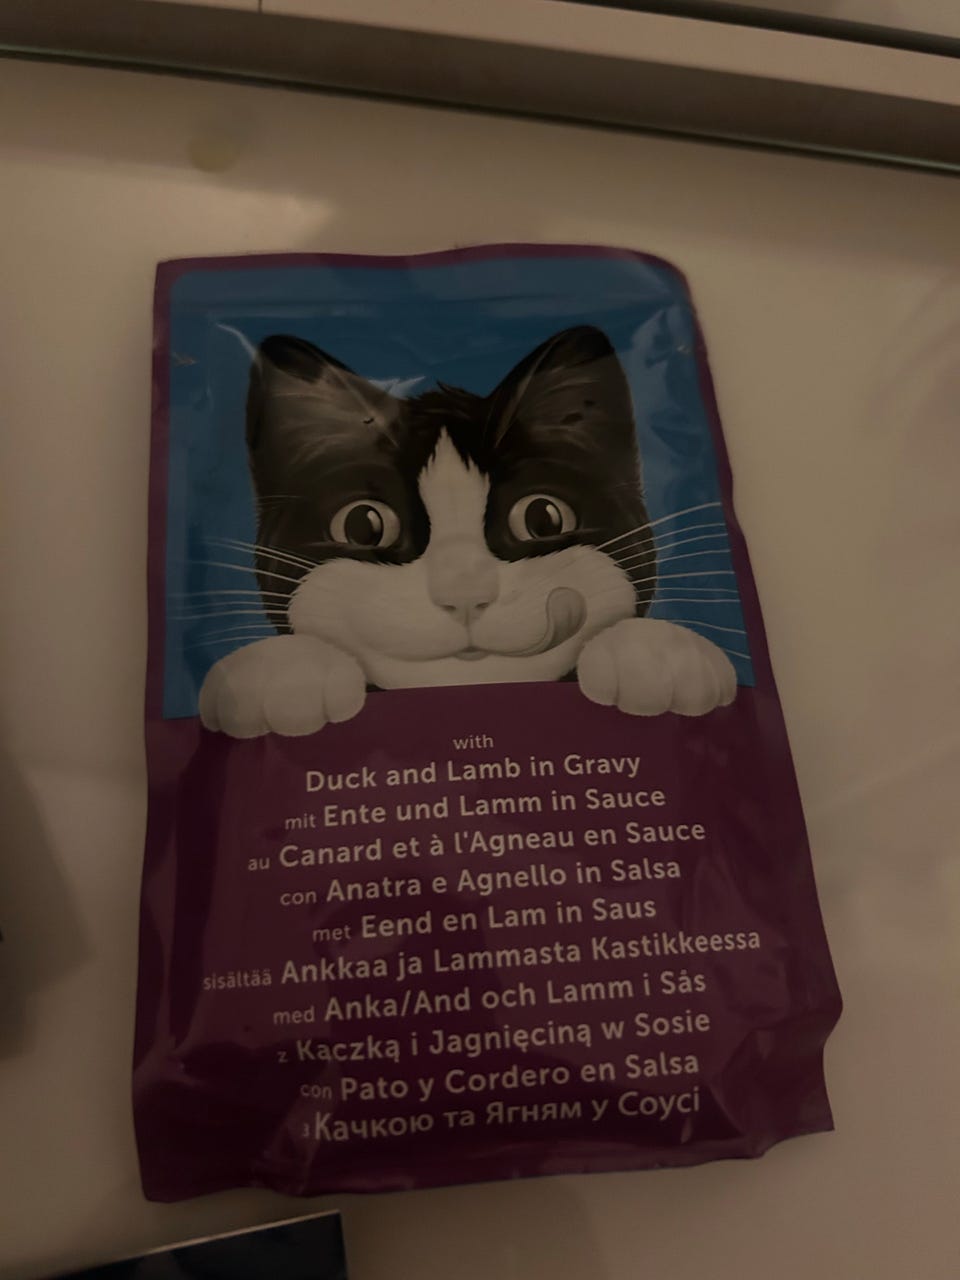 with
Duck and Lamb in Gravy
mit Ente und Lamm in Sauce
au Canard et à l'Agneau en Sauce
con Anatra e Agnello in Salsa
met Eend en Lam in Saus
sisältää Ankkaa ja Lammasta Kastikkeessa
med Anka/And och Lamm i Sås
z Kączką i Jagnięciną w Sosie
con Pato y Cordero en Salsa
з Качкою та Ягням у Соусі